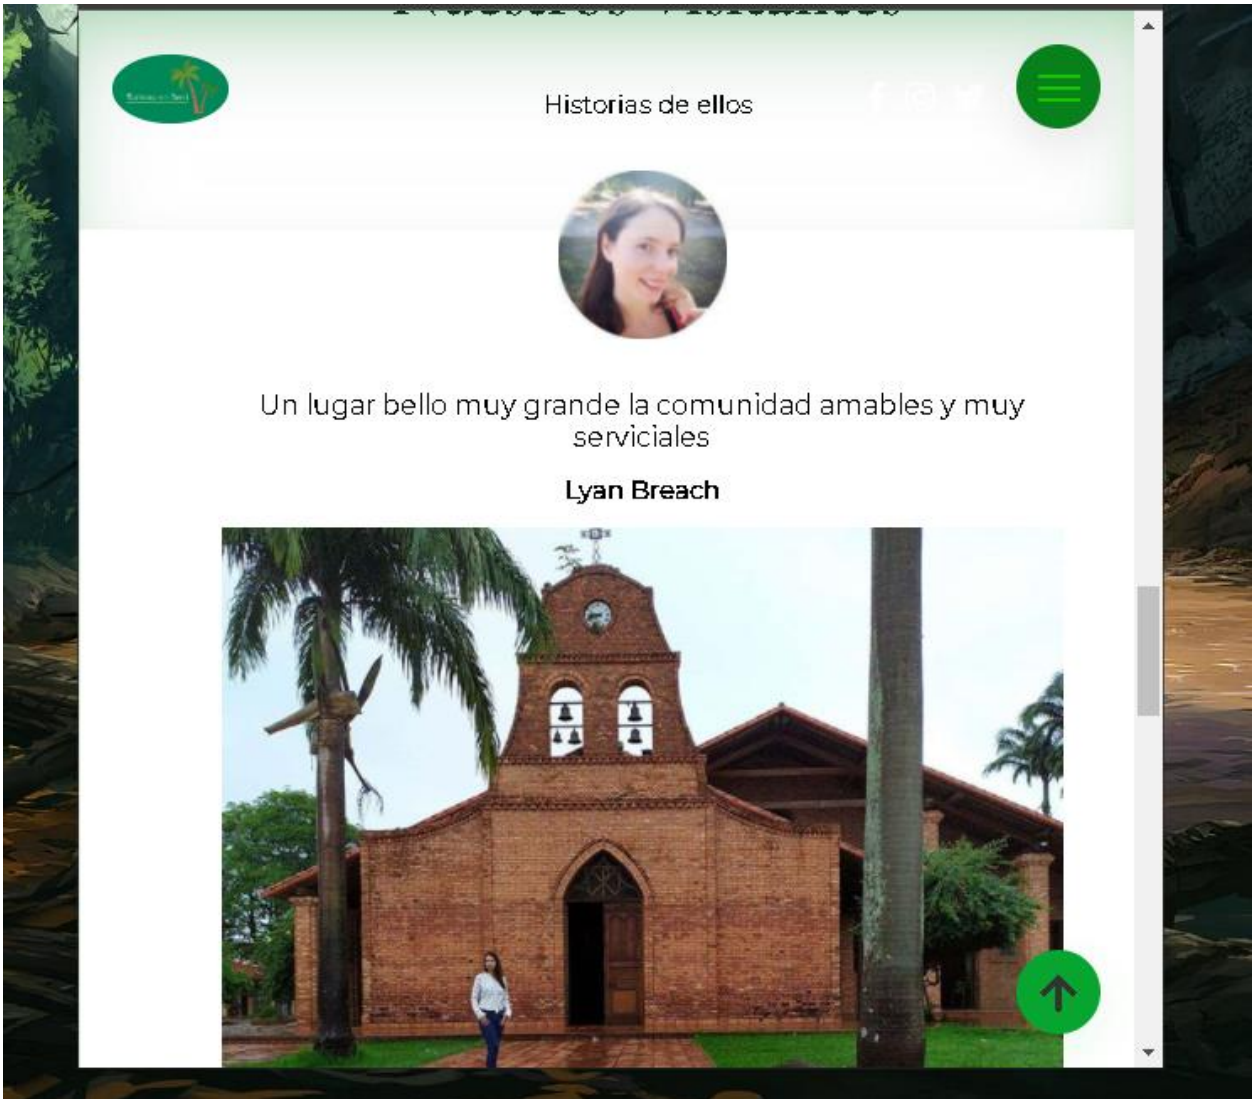 Historias de ellos
Un lugar bello muy grande la comunidad amables y muy
serviciales
Lyan Breach